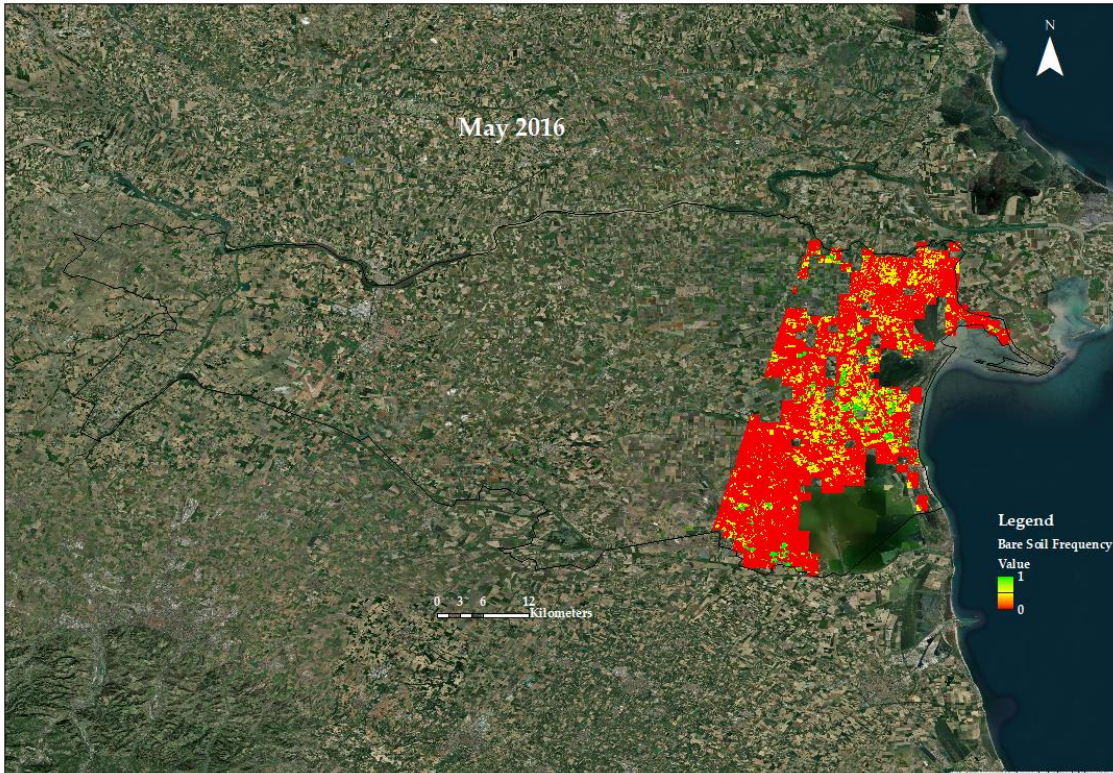 N
May 2016
Legend
Bare Soil Frequency
Value
1
0
0 3 6 12
Kilometers